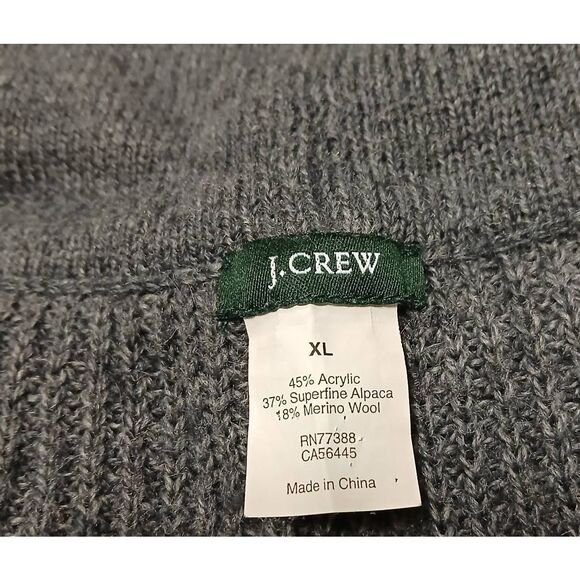 J.CREW
XL
45% Acrylic
37% Superfine Alpaca
18% Merino Wool
RN77388
CA56445
Made in China